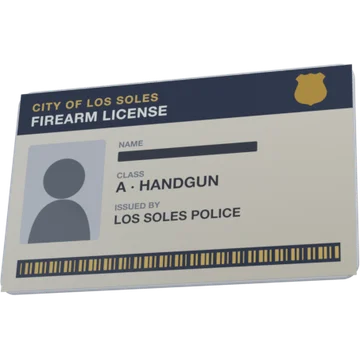 CITY OF LOS SOLES
FIREARM LICENSE
NAME
CLASS
A · HANDGUN
ISSUED BY
LOS SOLES POLICE